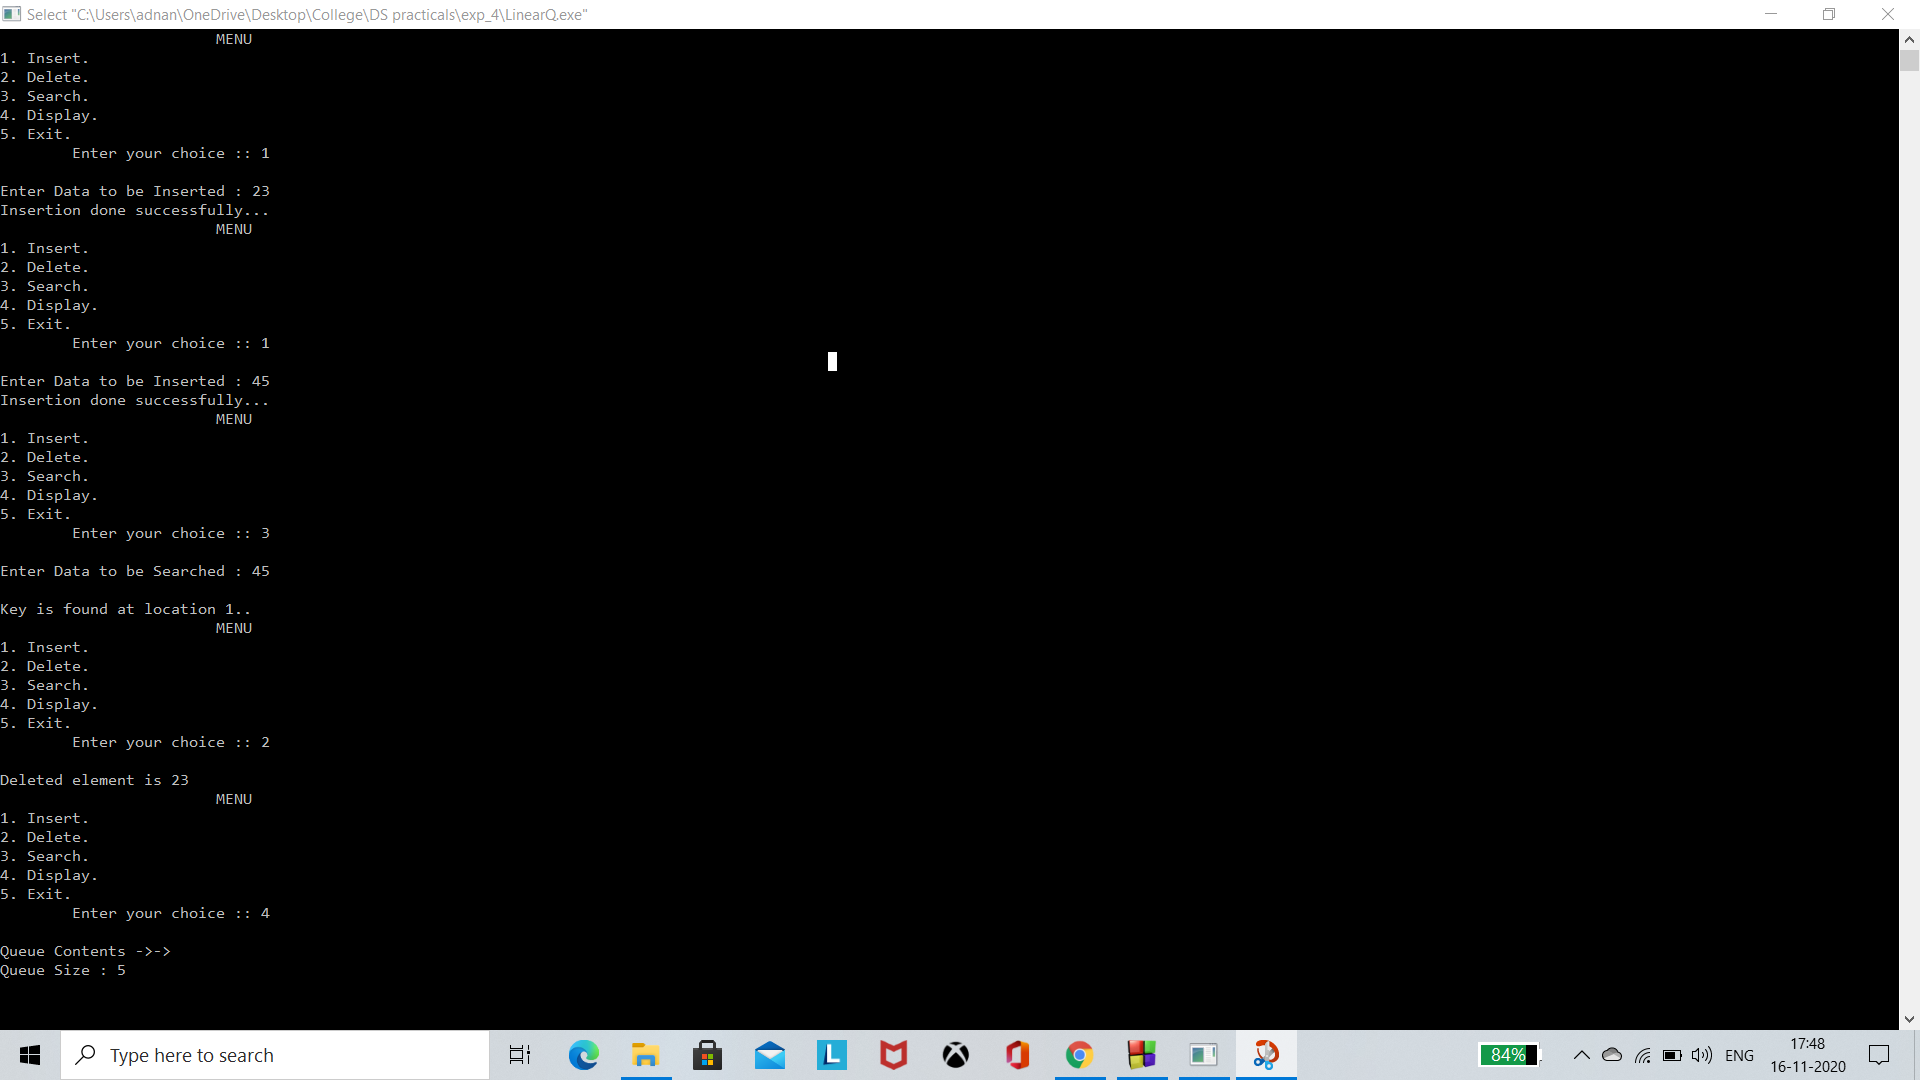 Select "C:\Users\adnan\OneDrive\Desktop\College\DS practicals\exp_4\LinearQ.exe"
MENU
1. Insert.
2. Delete.
3. Search.
4. Display.
5. Exit.
Enter your choice :: 1
Enter Data to be Inserted : 23
Insertion done successfully...
MENU
1. Insert.
2. Delete.
3. Search.
4. Display.
5. Exit.
Enter your choice :: 1
Enter Data to be Inserted : 45
Insertion done successfully...
MENU
1. Insert.
2. Delete.
3. Search.
4. Display.
5. Exit.
Enter your choice :: 3
Enter Data to be Searched : 45
Key is found at location 1..
MENU
1. Insert.
2. Delete.
3. Search.
4. Display.
5. Exit.
Enter your choice :: 2
Deleted element is 23
MENU
1. Insert.
2. Delete.
3. Search.
4. Display.
5. Exit.
Enter your choice :: 4
Queue Contents ->->
Queue Size : 5
Type here to search
L
84%
ENG
17:48
16-11-2020